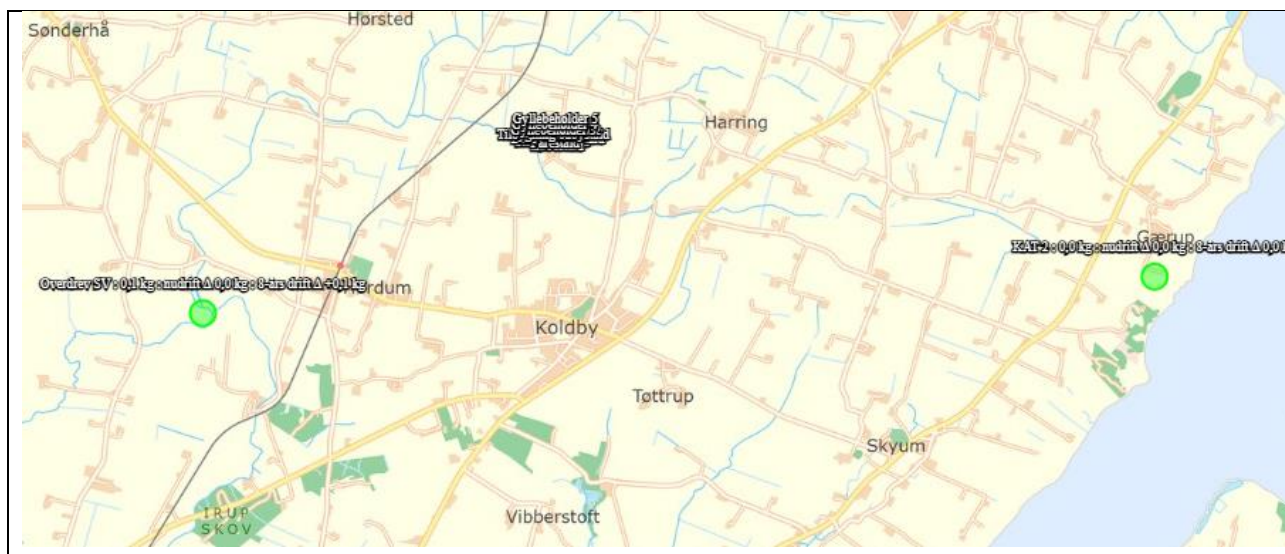 Hørsted
Sønderhå
Gyllebeholder 5
Harring
Gærup
KAT-2 : 0,0 kg : nudrift Δ 0,0 kg : 8-års drift Δ 0,0
Overdrev SV : 0,1 kg : nudrift Δ 0,0 kg : 8-års drift Δ +0,1 kg
Koldby
Tøttrup
Skyum
IRUP
SKOV
Vibberstoft